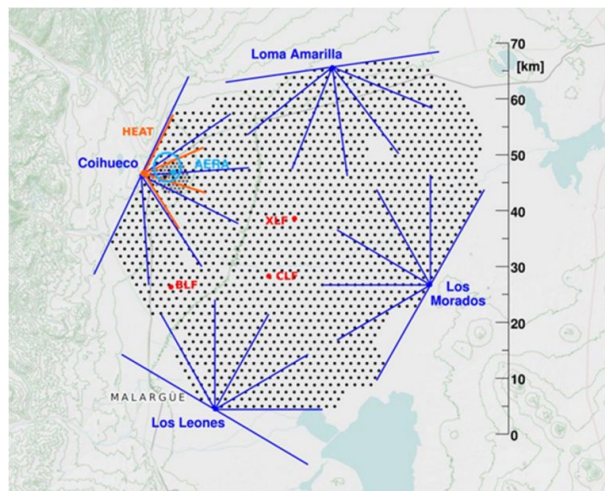 Loma Amarilla
70
[km]
60
HEAT
Coihueco
AERA
50
XLF
40
BLF
CLF
30
Los
Morados
20
MALARGÜE
10
Los Leones
0